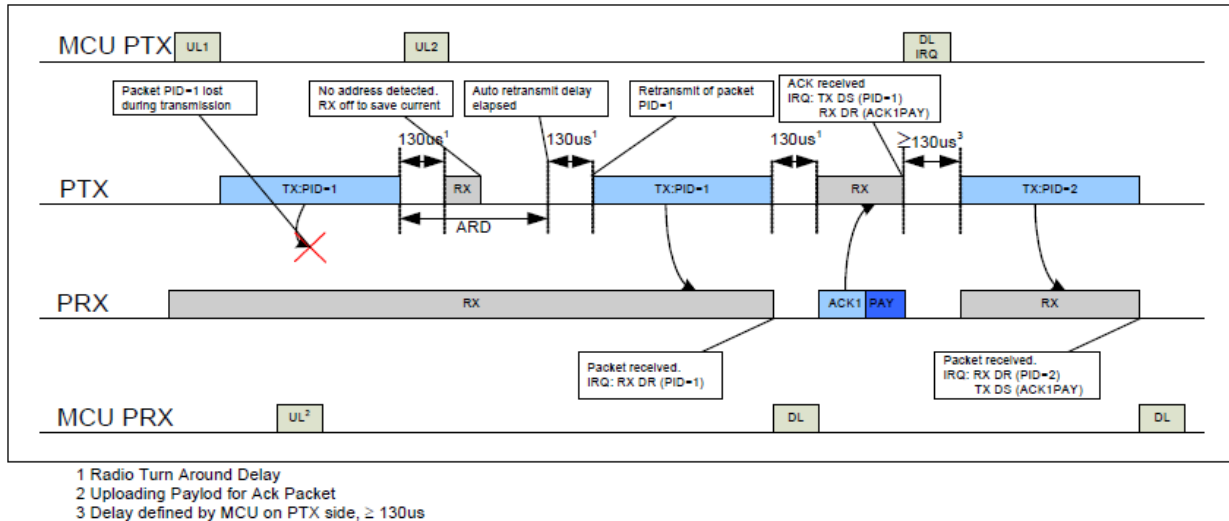 MCU PTX
UL1
UL2
DL
IRQ
Packet PID=1 lost
during transmission
No address detected.
RX off to save current
Auto retransmit delay
elapsed
Retransmit of packet
PID=1
ACK received
IRQ: TX DS (PID=1)
RX DR (ACK1PAY)
130us¹
130us¹
130us¹
≥130us³
PTX
TX:PID=1
RX
TX:PID=1
RX
TX:PID=2
ARD
PRX
RX
ACK1
PAY
RX
Packet received.
IRQ: RX DR (PID=1)
Packet received.
IRQ: RX DR (PID=2)
TX DS (ACK1PAY)
MCU PRX
UL²
DL
DL
1 Radio Turn Around Delay
2 Uploading Paylod for Ack Packet
3 Delay defined by MCU on PTX side, ≥ 130us